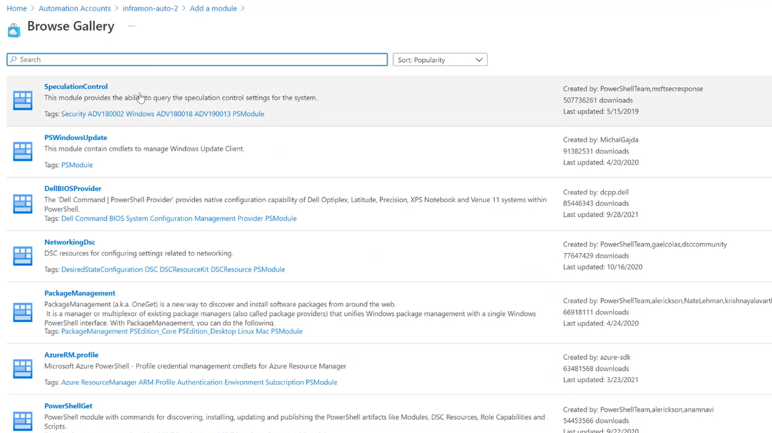 Home > Automation Accounts > inframon-auto-2 > Add a module >
Browse Gallery ...
Search
Sort: Popularity
SpeculationControl
This module provides the ability to query the speculation control settings for the system.
Tags: Security ADV180002 Windows ADV180018 ADV190013 PSModule
Created by: PowerShellTeam,msftsecresponse
507736261 downloads
Last updated: 5/15/2019
PSWindowsUpdate
This module contain cmdlets to manage Windows Update Client.
Tags: PSModule
Created by: MichalGajda
91382531 downloads
Last updated: 4/20/2020
DellBIOSProvider
The 'Dell Command | PowerShell Provider' provides native configuration capability of Dell Optiplex, Latitude, Precision, XPS Notebook and Venue 11 systems within
PowerShell.
Tags: Dell Command BIOS System Configuration Management Provider PSModule
Created by: dcpp.dell
85446343 downloads
Last updated: 9/28/2021
NetworkingDsc
DSC resources for configuring settings related to networking.
Tags: DesiredStateConfiguration DSC DSCResourceKit DSCResource PSModule
Created by: PowerShellTeam,gaelcolas,dsccommunity
77647429 downloads
Last updated: 10/16/2020
PackageManagement
PackageManagement (a.k.a. OneGet) is a new way to discover and install software packages from around the web.
It is a manager or multiplexor of existing package managers (also called package providers) that unifies Windows package management with a single Windows
PowerShell interface. With PackageManagement, you can do the following.
Tags: PackageManagement PSEdition_Core PSEdition_Desktop Linux Mac PSModule
Created by: PowerShellTeam,alerickson,NateLehman,krishnayalavarth
66918111 downloads
Last updated: 4/24/2020
AzureRM.profile
Microsoft Azure PowerShell - Profile credential management cmdlets for Azure Resource Manager
Tags: Azure ResourceManager ARM Profile Authentication Environment Subscription PSModule
Created by: azure-sdk
63481568 downloads
Last updated: 3/23/2021
PowerShellGet
PowerShell module with commands for discovering, installing, updating and publishing the PowerShell artifacts like Modules, DSC Resources, Role Capabilities and
Scripts.
Created by: PowerShellTeam,alerickson,anamnavi
54453566 downloads
Last updated: 9/22/2020